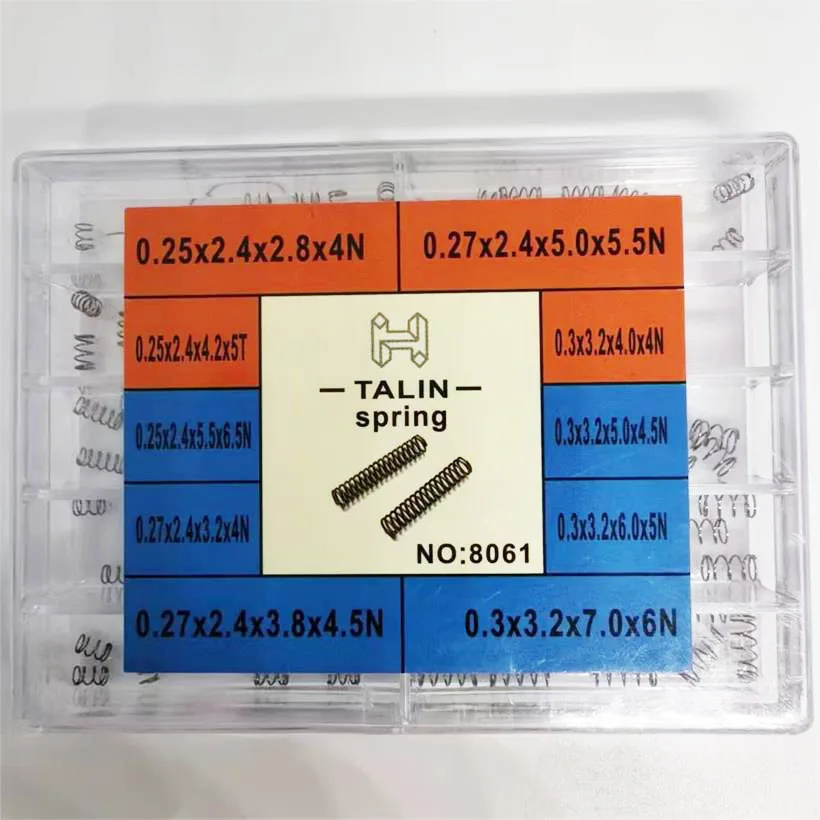 0.25x2.4x2.8x4N
0.27x2.4x5.0x5.5N
0.25x2.4x4.2x5T
0.3x3.2x4.0x4N
TALIN
spring
0.25x2.4x5.5x6.5N
0.3x3.2x5.0x4.5N
0.27x2.4x3.2x4N
0.3x3.2x6.0x5N
NO:8061
0.27x2.4x3.8x4.5N
0.3x3.2x7.0x6N